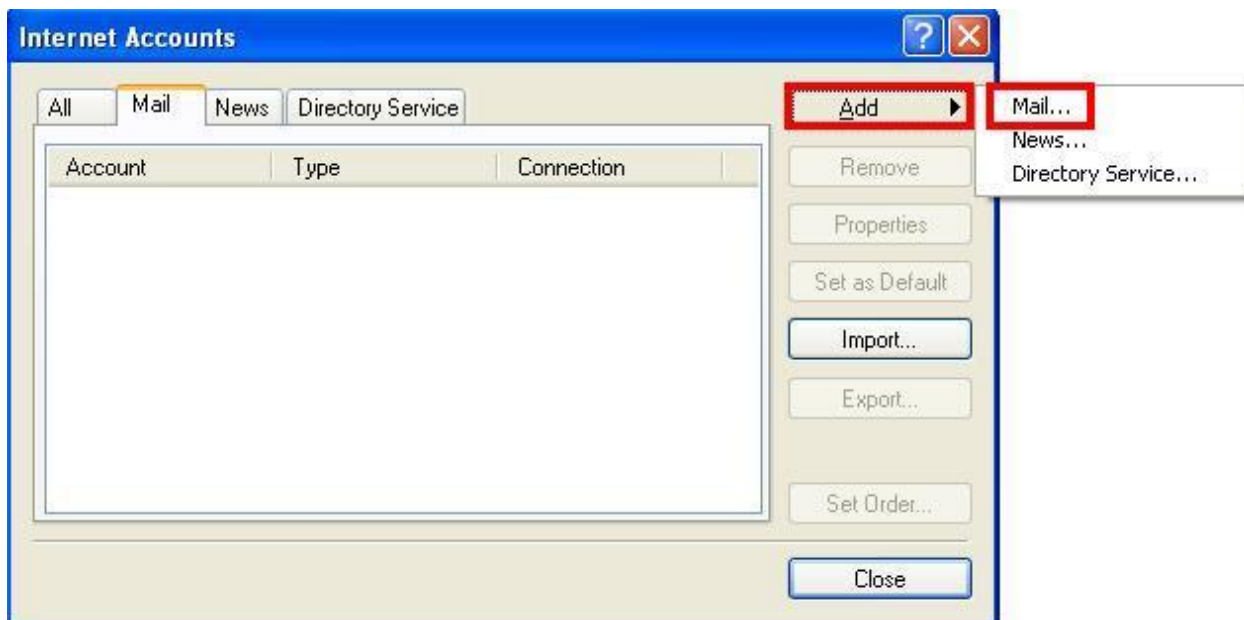 Internet Accounts
All Mail News Directory Service
Add
Mail...
News...
Directory Service...
Account Type Connection
Remove
Properties
Set as Default
Import...
Export...
Set Order...
Close